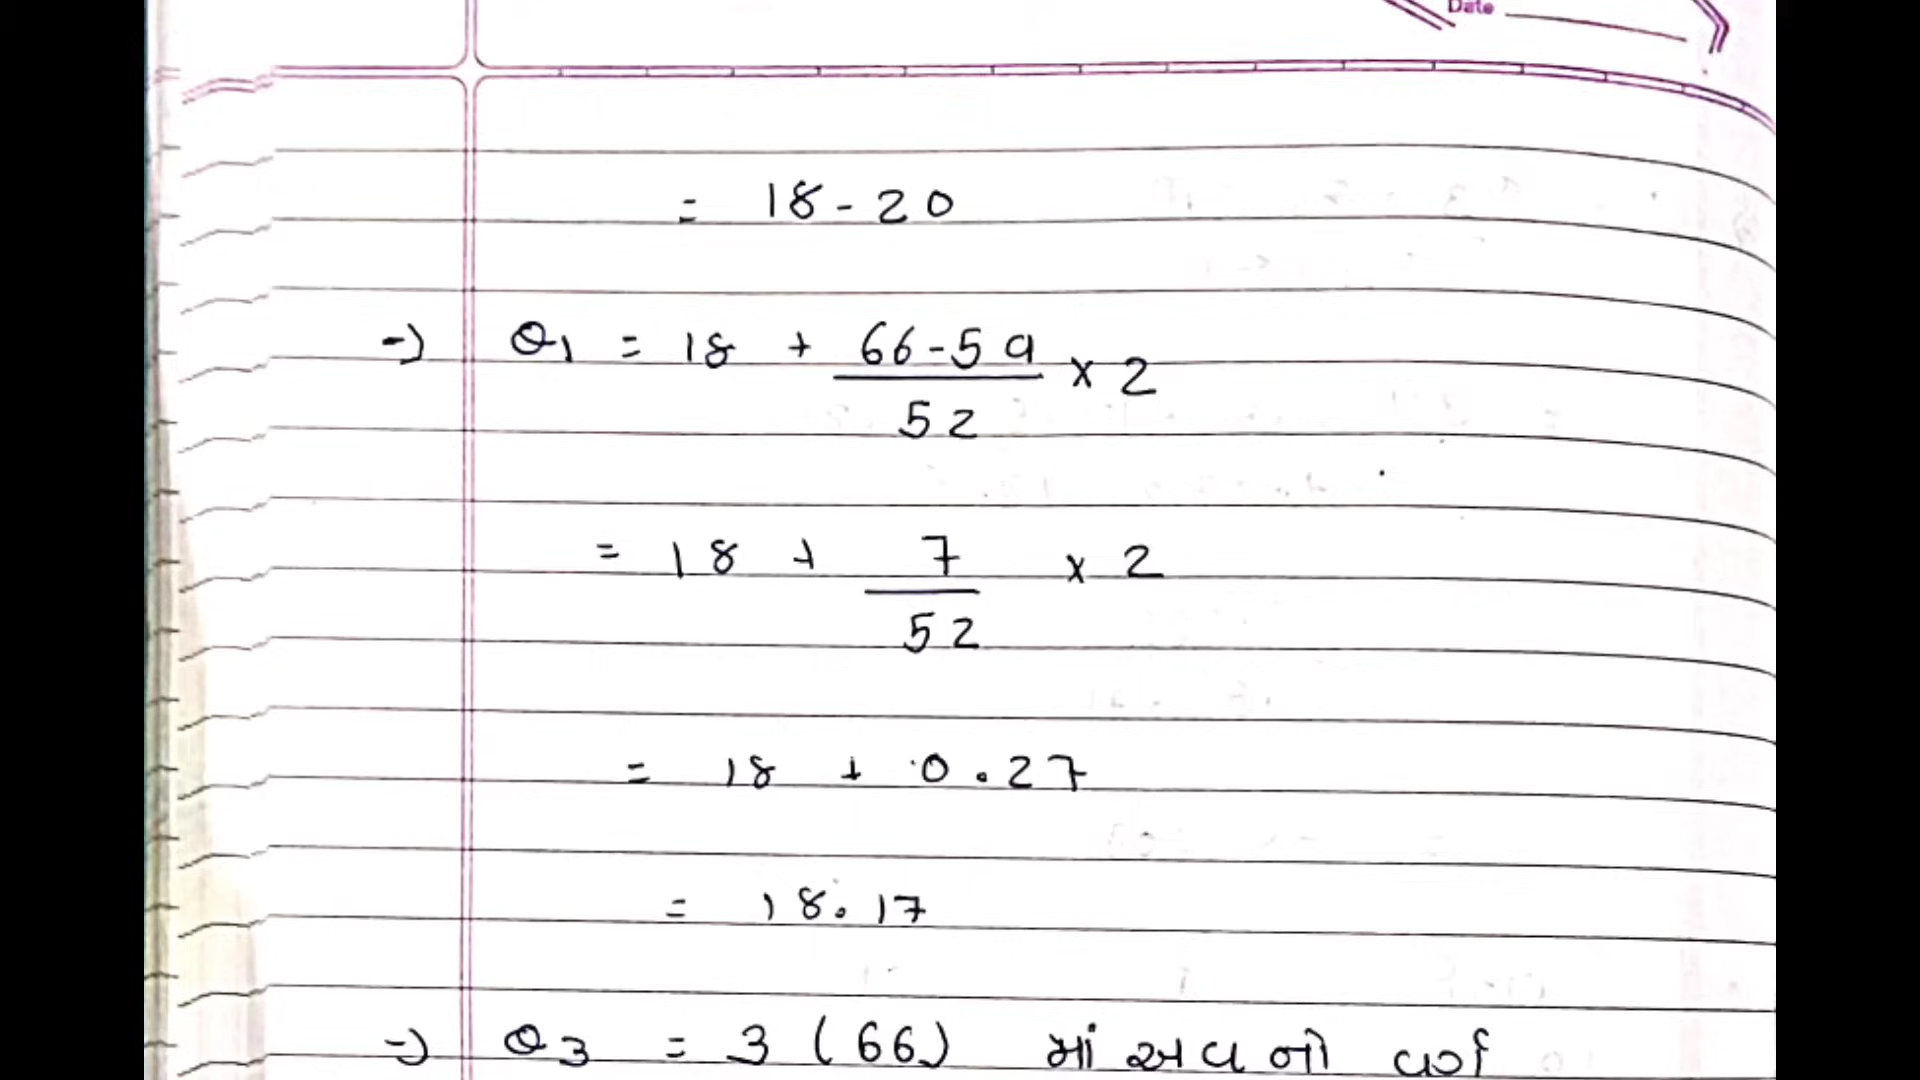 Date
= 18-20
→ Q1 = 18 + 66-59/52 × 2
= 18 + 7/52 × 2
= 18 + 0.27
= 18.17
→ Q3 = 3 (66) માં અવ નો વર્ગ